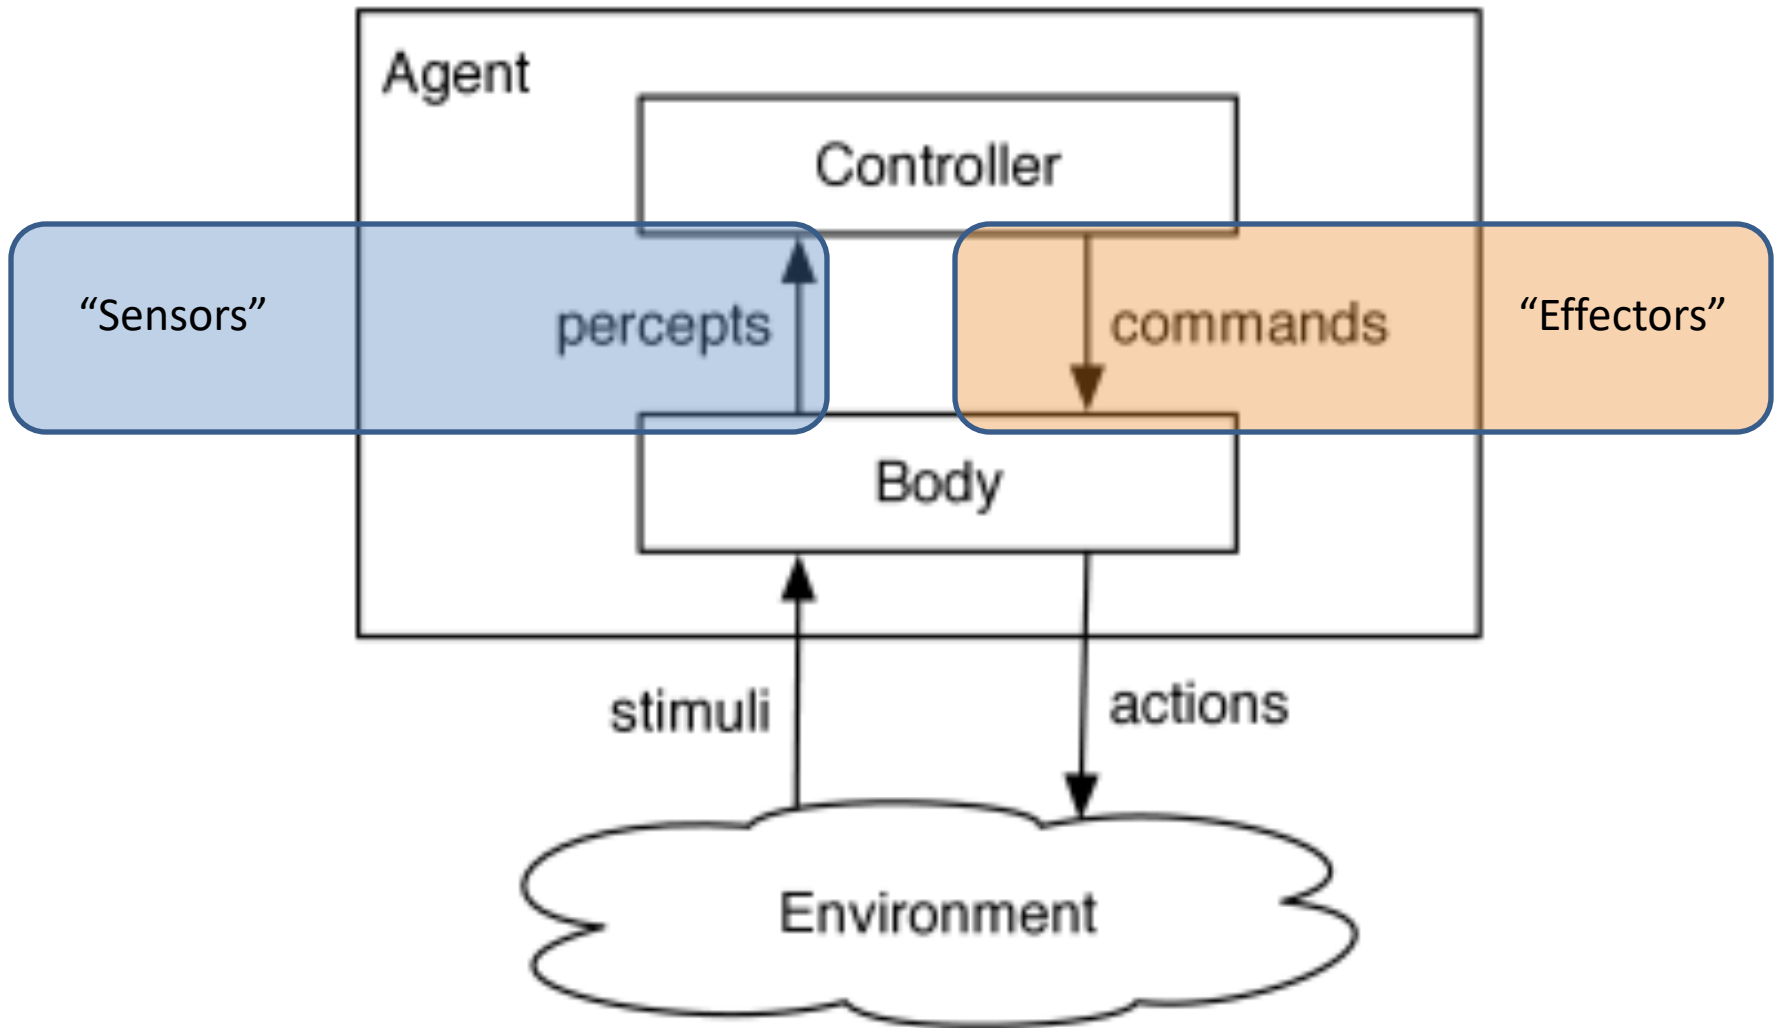 Agent
Controller
“Sensors”
percepts
commands
“Effectors”
Body
stimuli
actions
Environment